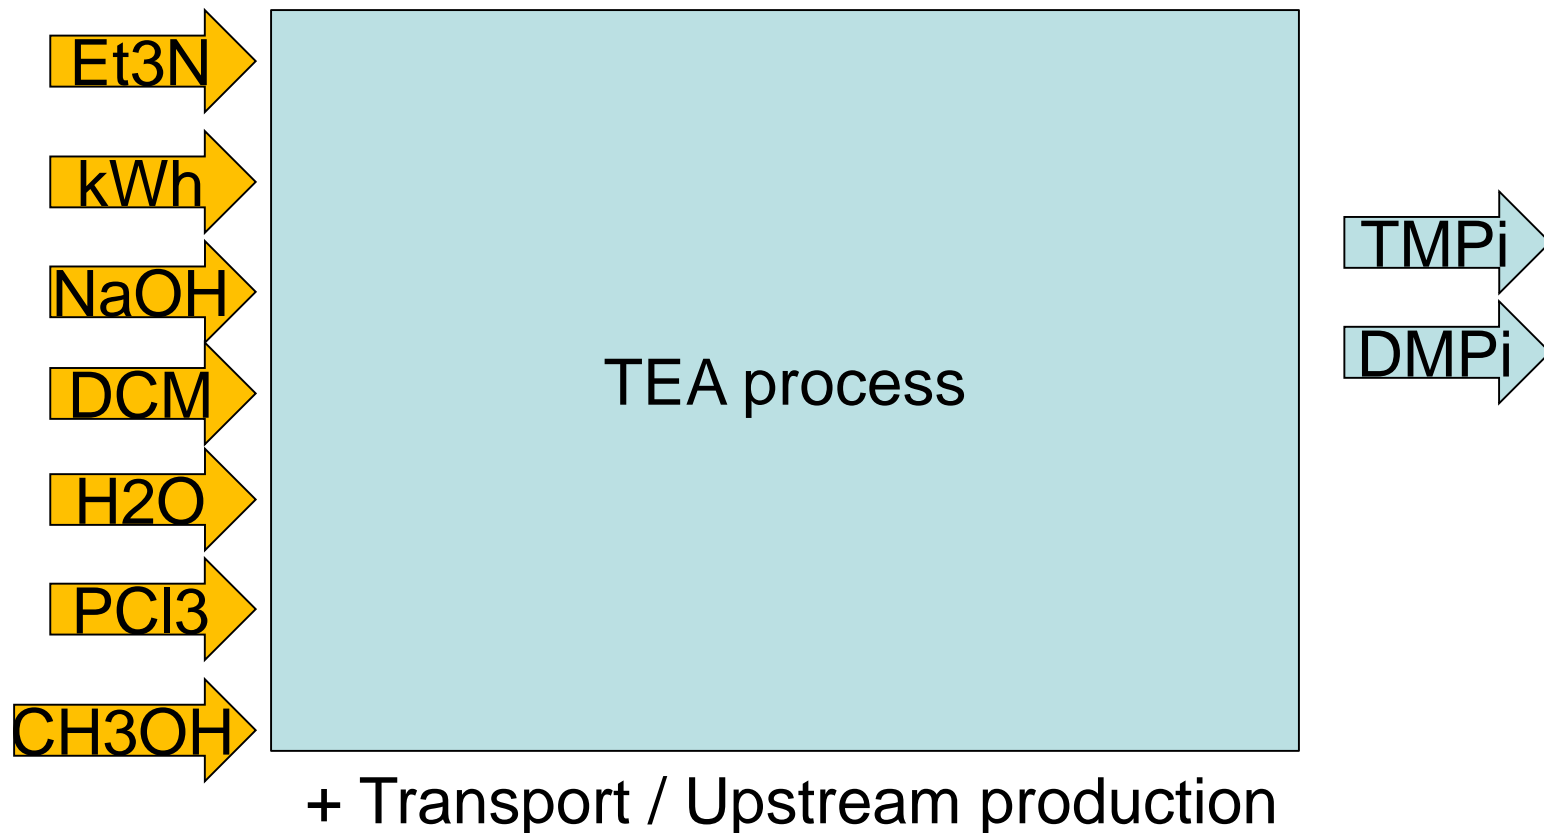 Et3N
kWh
NaOH
DCM
H2O
PCl3
CH3OH
TEA process
TMPi
DMPi
+ Transport / Upstream production